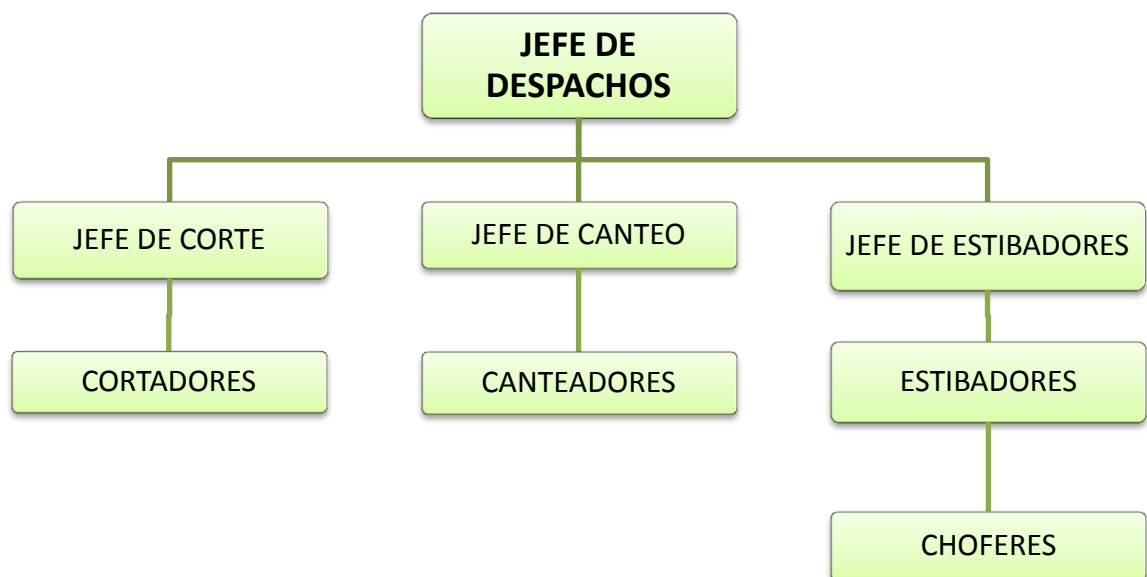 JEFE DE
DESPACHOS
JEFE DE CORTE
JEFE DE CANTEO
JEFE DE ESTIBADORES
CORTADORES
CANTEADORES
ESTIBADORES
CHOFERES